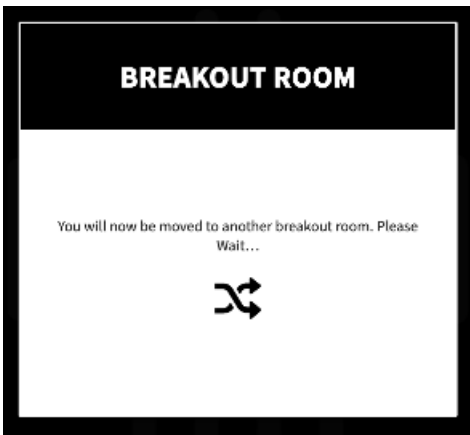 BREAKOUT ROOM
You will now be moved to another breakout room. Please
Wait...